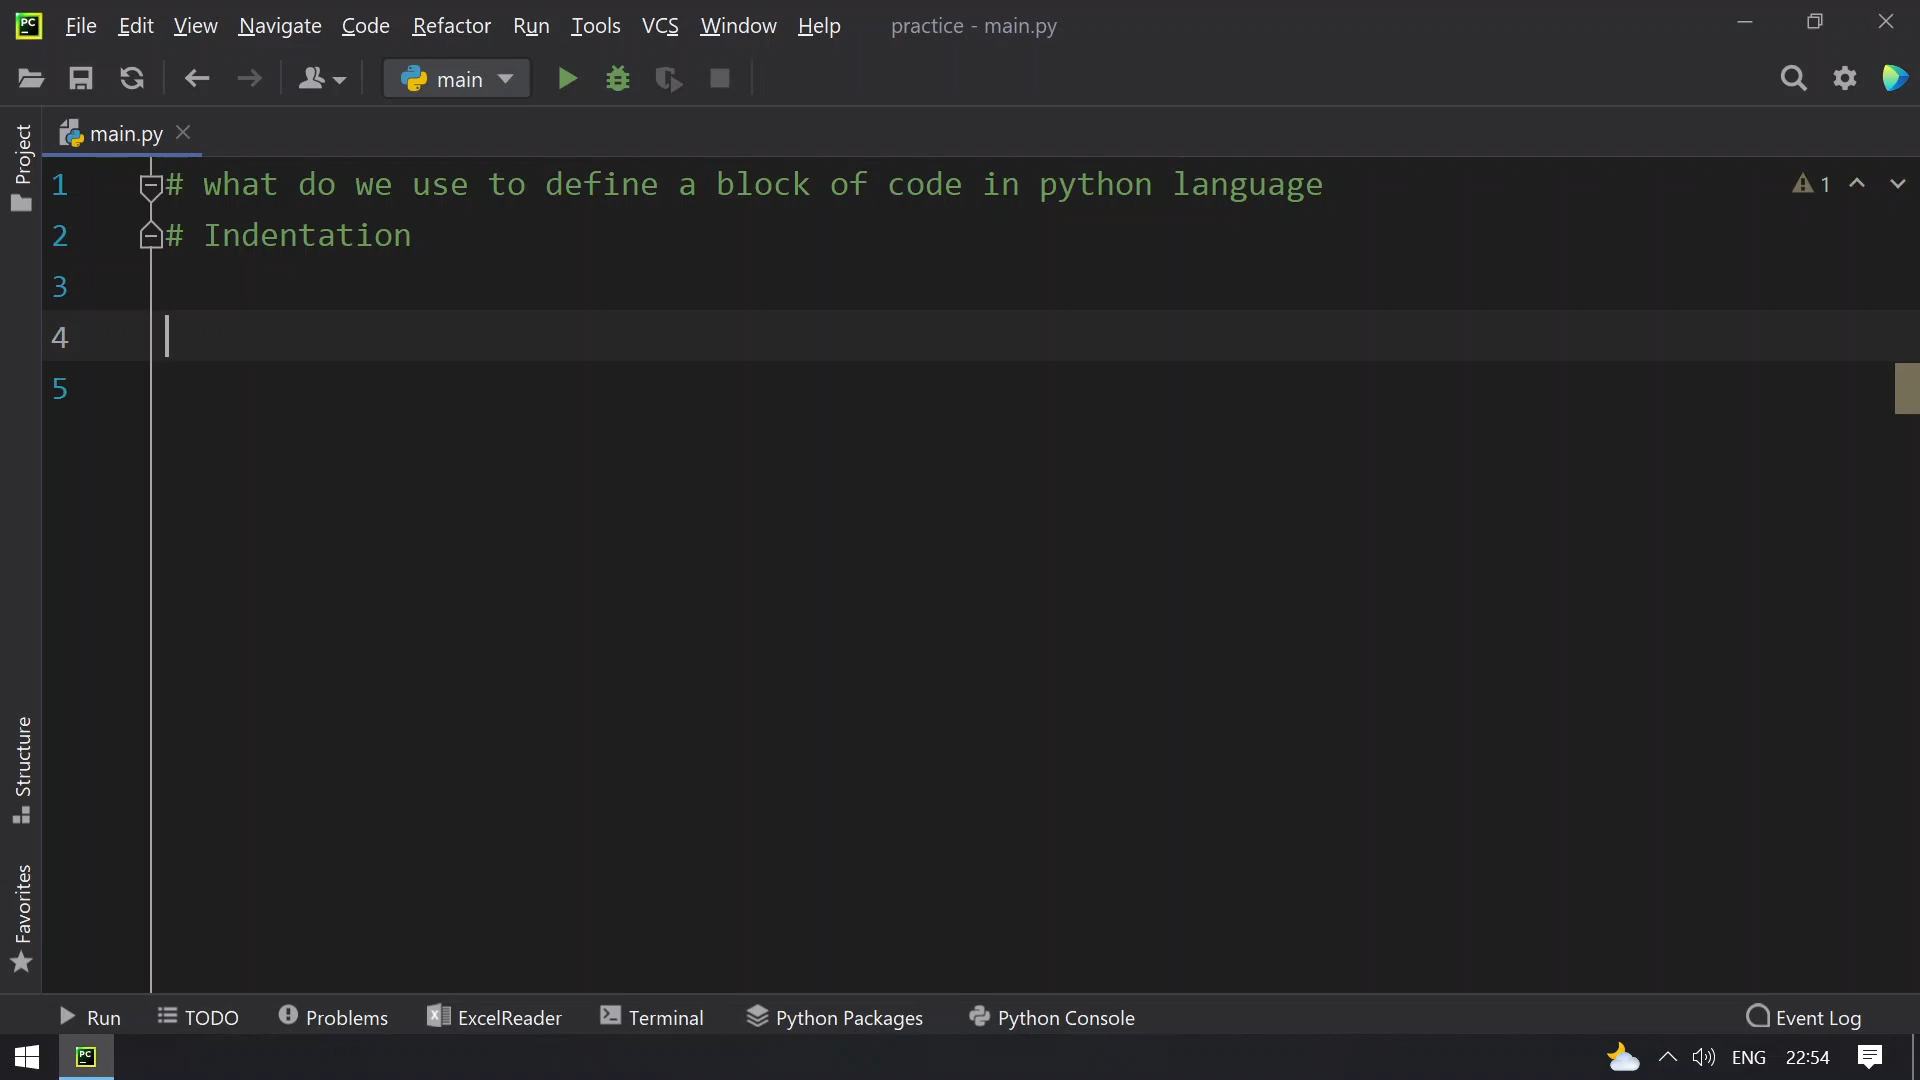 File Edit View Navigate Code Refactor Run Tools VCS Window Help practice - main.py
main
main.py
Project
1 # what do we use to define a block of code in python language
1
2 # Indentation
3
4
5
Structure
Favorites
Run TODO Problems ExcelReader Terminal Python Packages Python Console Event Log
PC ENG 22:54